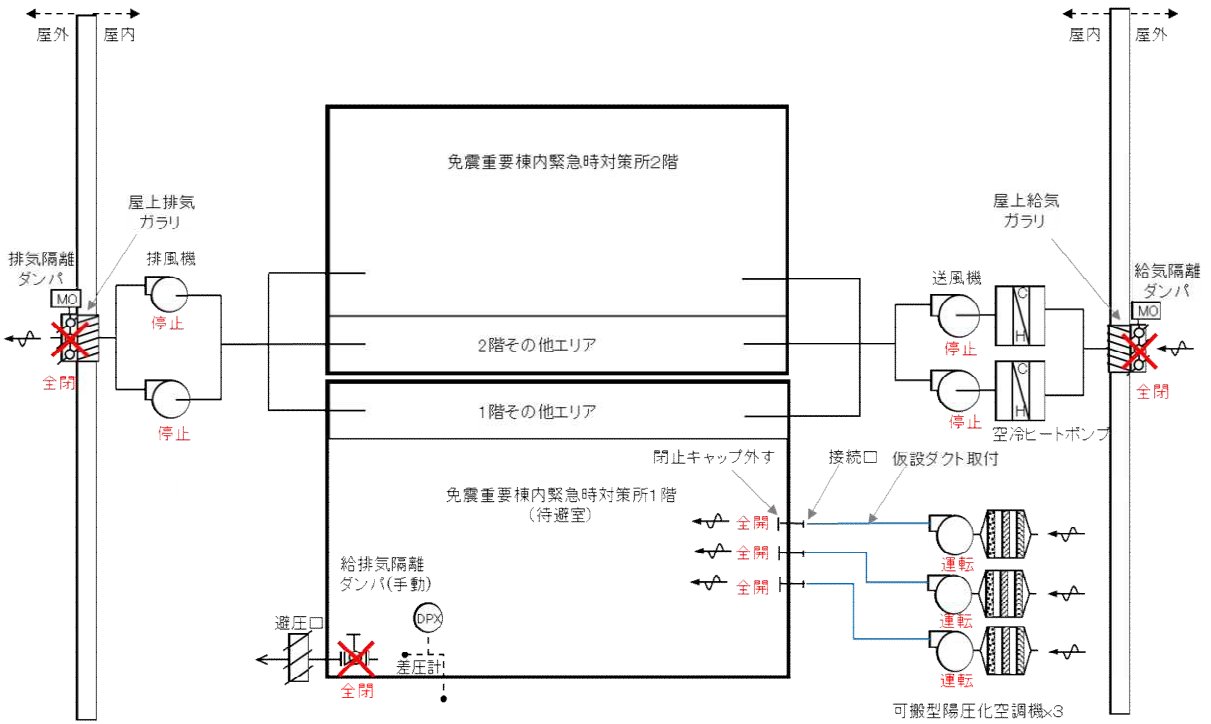 屋外
屋内
屋内
屋外
免震重要棟内緊急時対策所2階
屋上排気
ガラリ
屋上給気
ガラリ
排気隔離
ダンパ
排風機
送風機
給気隔離
ダンパ
MO
MO
停止
C
H
停止
2階その他エリア
全閉
全閉
C
H
停止
停止
1階その他エリア
空冷ヒートポンプ
閉止キャップ外す
接続口
仮設ダクト取付
免震重要棟内緊急時対策所1階
(待避室)
全開
全開
全開
運転
運転
運転
給排気隔離
ダンパ(手動)
DPX
避圧口
差圧計
全閉
可搬型陽圧化空調機×3